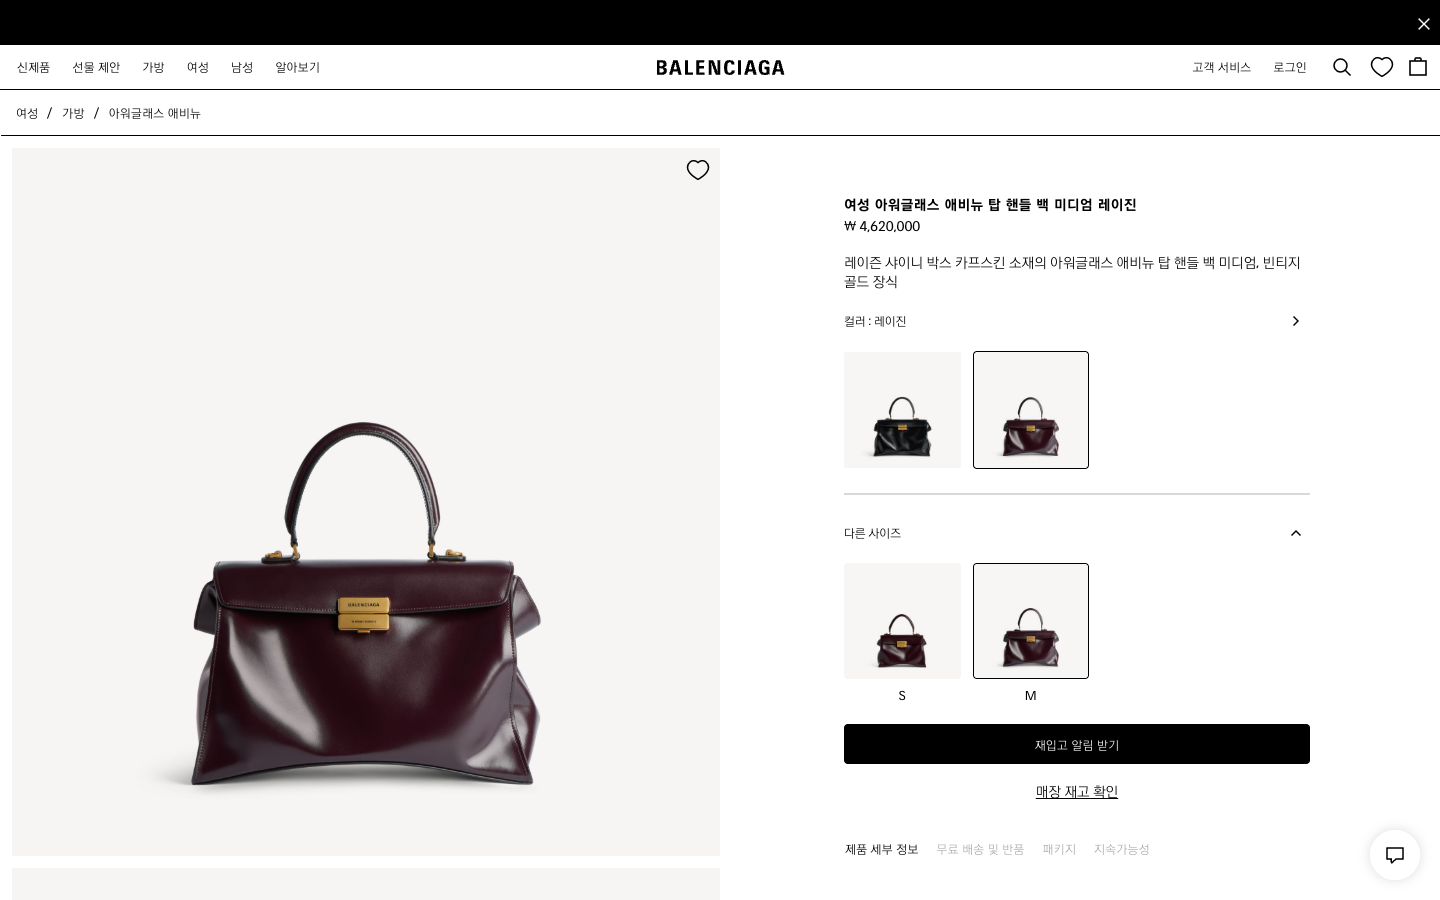 신제품
선물 제안
가방
여성
남성
알아보기
BALENCIAGA
고객 서비스
로그인
여성 / 가방 / 아워글래스 애비뉴
여성 아워글래스 애비뉴 탑 핸들 백 미디엄 레이진
₩ 4,620,000
레이즌 샤이니 박스 카프스킨 소재의 아워글래스 애비뉴 탑 핸들 백 미디엄, 빈티지
골드 장식
컬러 : 레이진
다른 사이즈
BALENCIAGA
S
M
재입고 알림 받기
매장 재고 확인
제품 세부 정보
무료 배송 및 반품
패키지
지속가능성